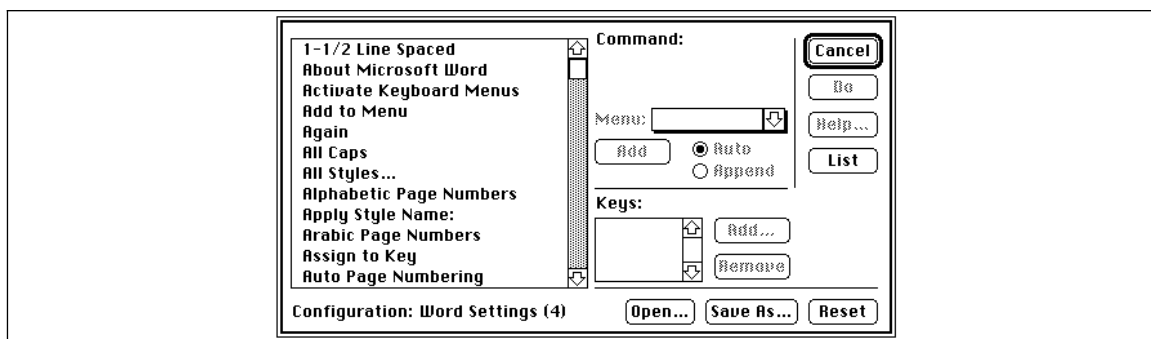 1-1/2 Line Spaced
About Microsoft Word
Activate Keyboard Menus
Add to Menu
Again
All Caps
All Styles...
Alphabetic Page Numbers
Apply Style Name:
Arabic Page Numbers
Assign to Key
Auto Page Numbering
Command:
Menu:
Add
Auto
Append
Keys:
Add...
Remove
Cancel
Do
Help...
List
Configuration: Word Settings (4)
Open...
Save As...
Reset